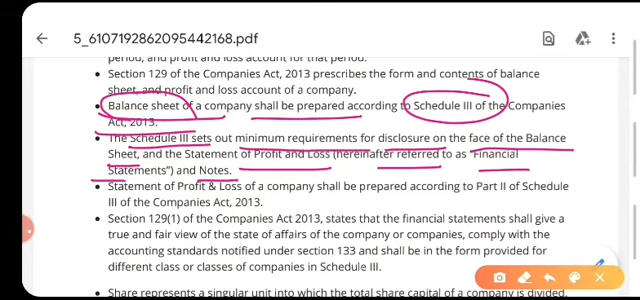 5_6107192862095442168.pdf
period, and profit and loss account for that period.
• Section 129 of the Companies Act, 2013 prescribes the form and contents of balance
sheet, and profit and loss account of a company.
• Balance sheet of a company shall be prepared according to Schedule III of the Companies
Act, 2013.
• The Schedule III sets out minimum requirements for disclosure on the face of the Balance
Sheet, and the Statement of Profit and Loss (hereinafter referred to as "Financial
Statements") and Notes.
• Statement of Profit & Loss of a company shall be prepared according to Part II of Schedule
III of the Companies Act, 2013.
• Section 129(1) of the Companies Act 2013, states that the financial statements shall give a
true and fair view of the state of affairs of the company or companies, comply with the
accounting standards notified under section 133 and shall be in the form provided for
different class or classes of companies in Schedule III.
• Share represents a singular unit into which the total share capital of a company is divided.